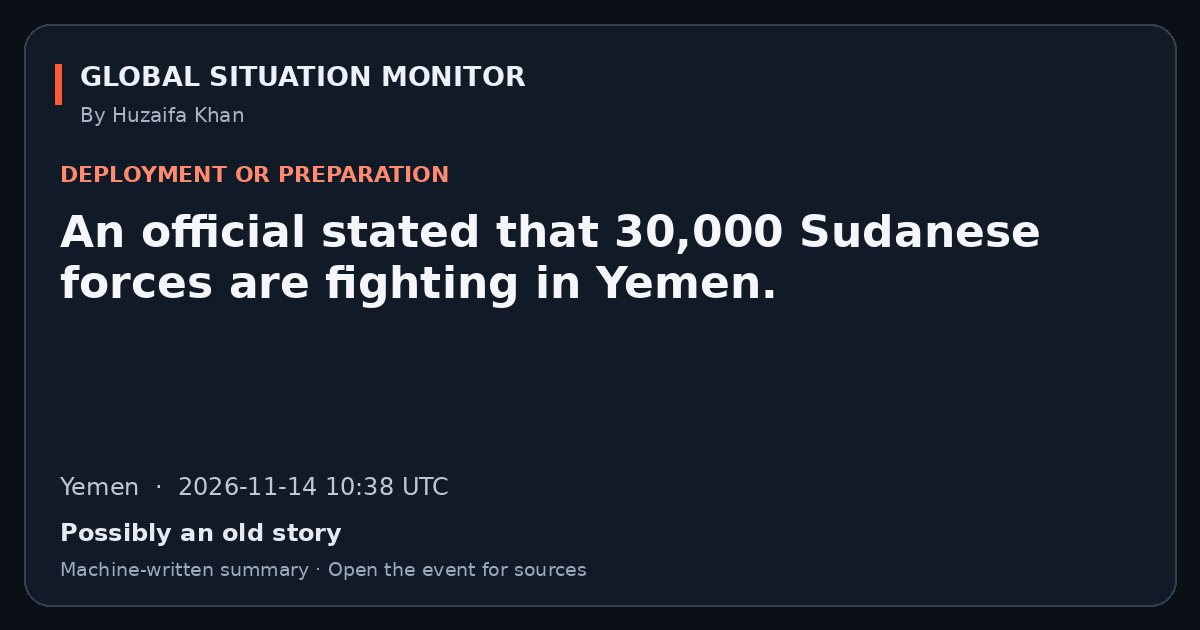 GLOBAL SITUATION MONITOR
By Huzaifa Khan
DEPLOYMENT OR PREPARATION
An official stated that 30,000 Sudanese
forces are fighting in Yemen.
Yemen · 2026-11-14 10:38 UTC
Possibly an old story
Machine-written summary · Open the event for sources